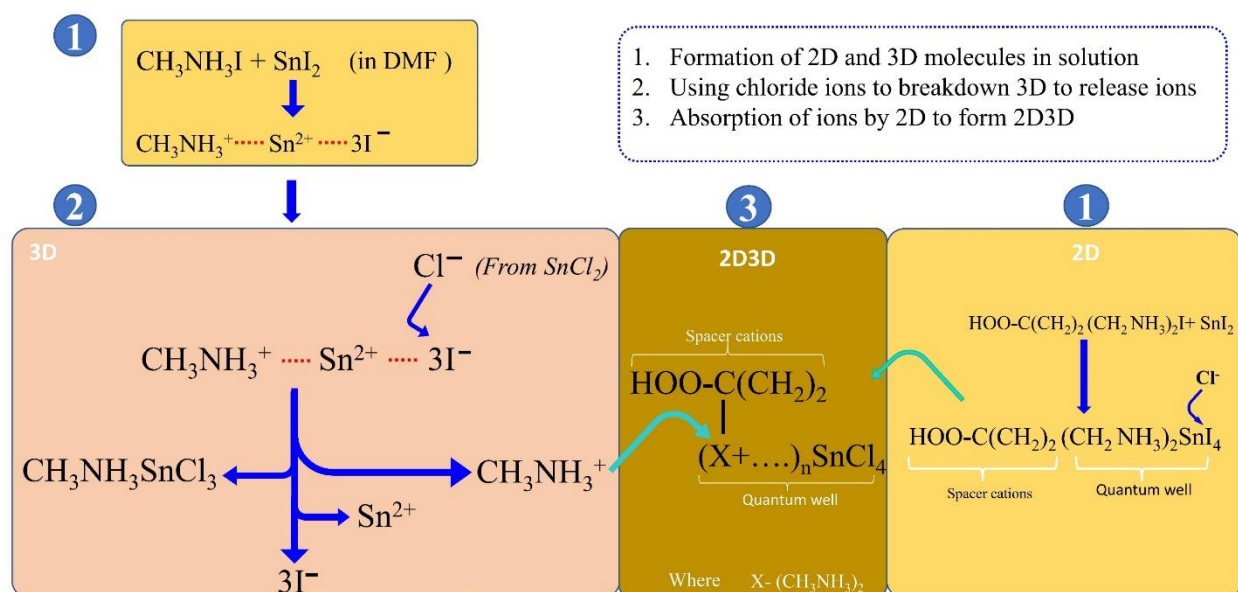 1
CH₃NH₃I + SnI₂ (in DMF )
CH₃NH₃⁺ ····· Sn²⁺ ····· 3I⁻
1. Formation of 2D and 3D molecules in solution
2. Using chloride ions to breakdown 3D to release ions
3. Absorption of ions by 2D to form 2D3D
2
3D
Cl⁻ (From SnCl₂)
CH₃NH₃⁺ ····· Sn²⁺ ····· 3I⁻
CH₃NH₃SnCl₃
CH₃NH₃⁺
Sn²⁺
3I⁻
3
2D3D
Spacer cations
HOO-C(CH₂)₂
(X+….)ₙSnCl₄
Quantum well
Where X- (CH₃NH₃)₂
1
2D
HOO-C(CH₂)₂ (CH₂ NH₃)₂I+ SnI₂
Cl-
HOO-C(CH₂)₂ (CH₂ NH₃)₂SnI₄
Spacer cations
Quantum well